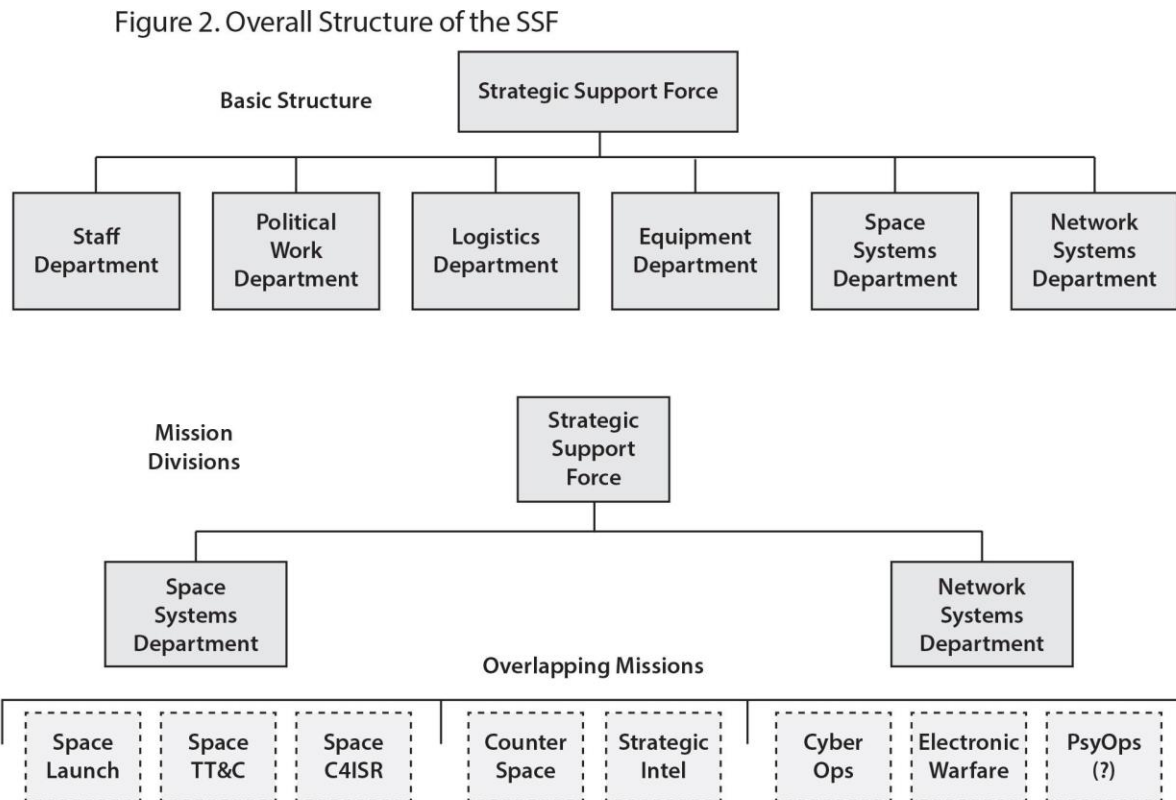 Figure 2. Overall Structure of the SSF
Basic Structure
Strategic Support Force
Staff
Department
Political
Work
Department
Logistics
Department
Equipment
Department
Space
Systems
Department
Network
Systems
Department
Mission
Divisions
Strategic
Support
Force
Space
Systems
Department
Network
Systems
Department
Overlapping Missions
Space
Launch
Space
TT&C
Space
C4ISR
Counter
Space
Strategic
Intel
Cyber
Ops
Electronic
Warfare
PsyOps
(?)